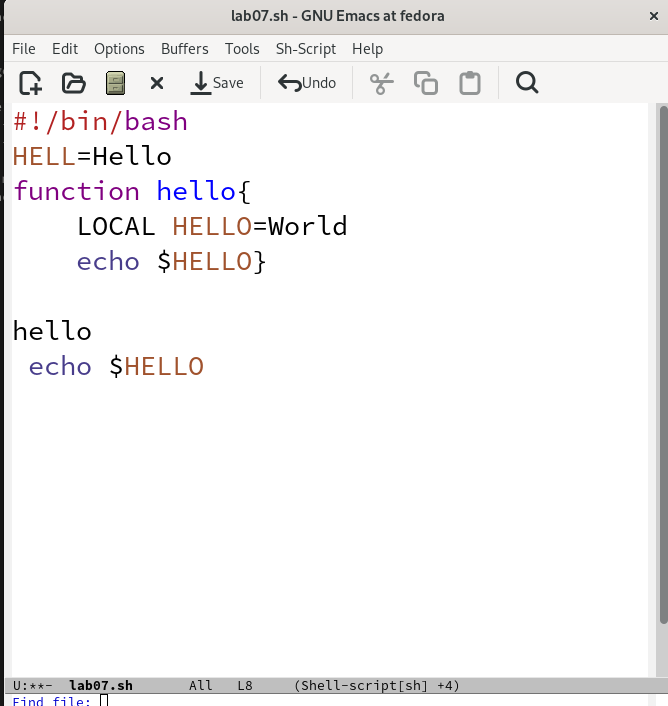 lab07.sh - GNU Emacs at fedora
File Edit Options Buffers Tools Sh-Script Help
Save Undo
#!/bin/bash
HELL=Hello
function hello{
    LOCAL HELLO=World
    echo $HELLO}
hello
 echo $HELLO
U:**-  lab07.sh       All   L8     (Shell-script[sh] +4)
Find file: